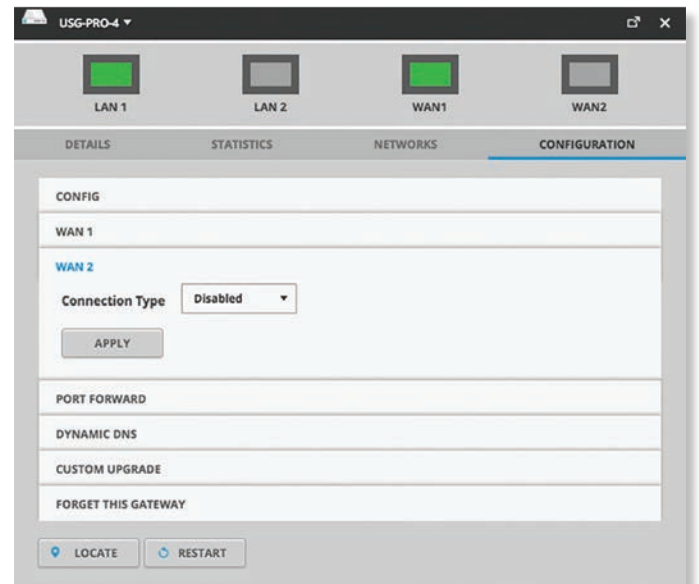 USG-PRO-4
LAN 1 LAN 2 WAN1 WAN2
DETAILS STATISTICS NETWORKS CONFIGURATION
CONFIG
WAN 1
WAN 2
Connection Type Disabled
APPLY
PORT FORWARD
DYNAMIC DNS
CUSTOM UPGRADE
FORGET THIS GATEWAY
LOCATE RESTART